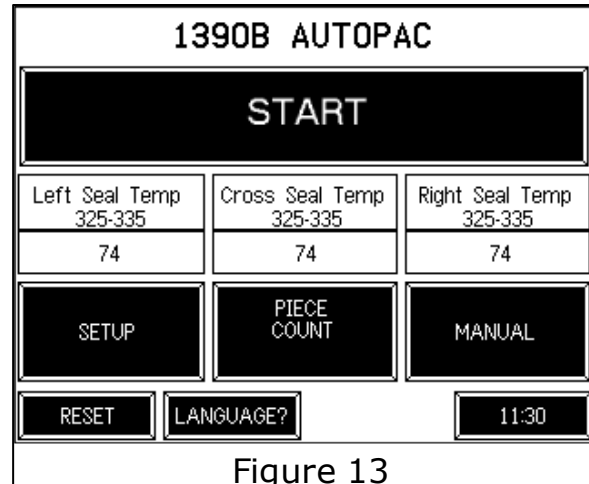 1390B AUTOPAC
START
Left Seal Temp
325-335
74
Cross Seal Temp
325-335
74
Right Seal Temp
325-335
74
SETUP
PIECE
COUNT
MANUAL
RESET
LANGUAGE?
11:30
Figure 13